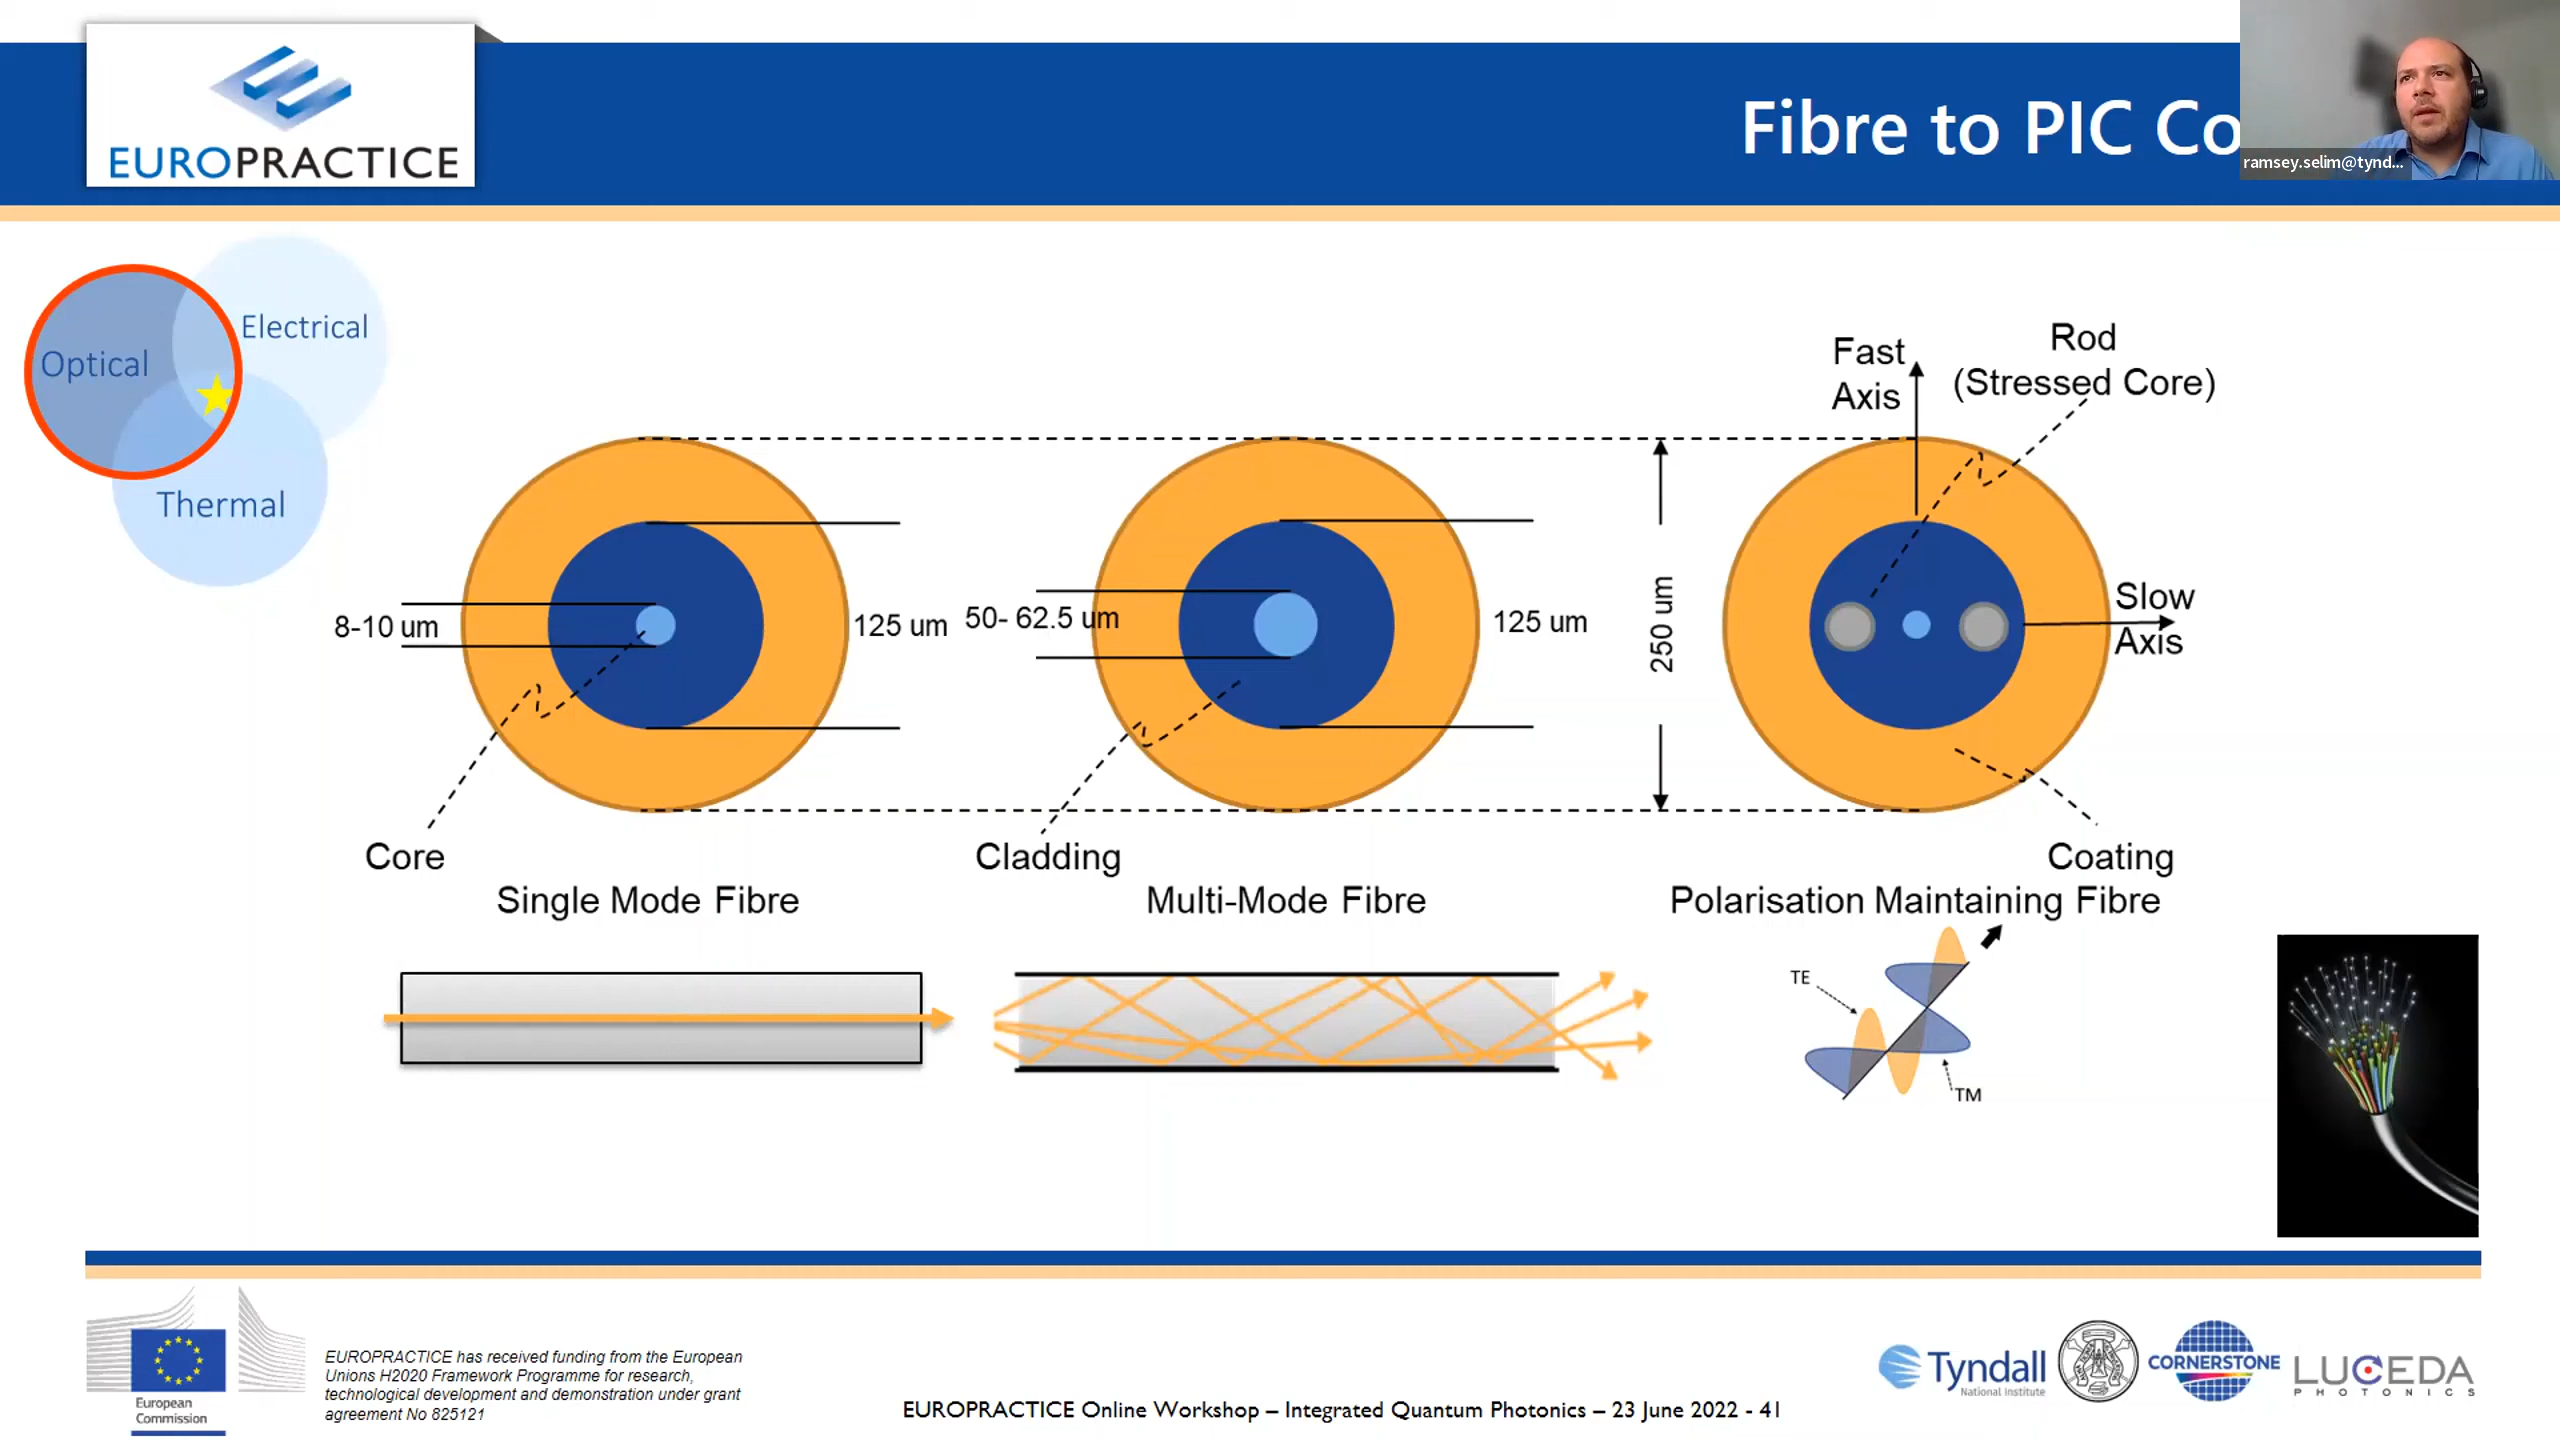 EUROPRACTICE
Fibre to PIC Co
ramsey.selim@tynd...
Optical
Electrical
Thermal
Fast
Axis
Rod
(Stressed Core)
8-10 um
125 um
50- 62.5 um
125 um
250 um
Slow
Axis
Core
Cladding
Coating
Single Mode Fibre
Multi-Mode Fibre
Polarisation Maintaining Fibre
TE
TM
European
Commission
EUROPRACTICE has received funding from the European
Unions H2020 Framework Programme for research,
technological development and demonstration under grant
agreement No 825121
EUROPRACTICE Online Workshop – Integrated Quantum Photonics – 23 June 2022 - 41
Tyndall
National Institute
CORNERSTONE
LUCEDA
PHOTONICS